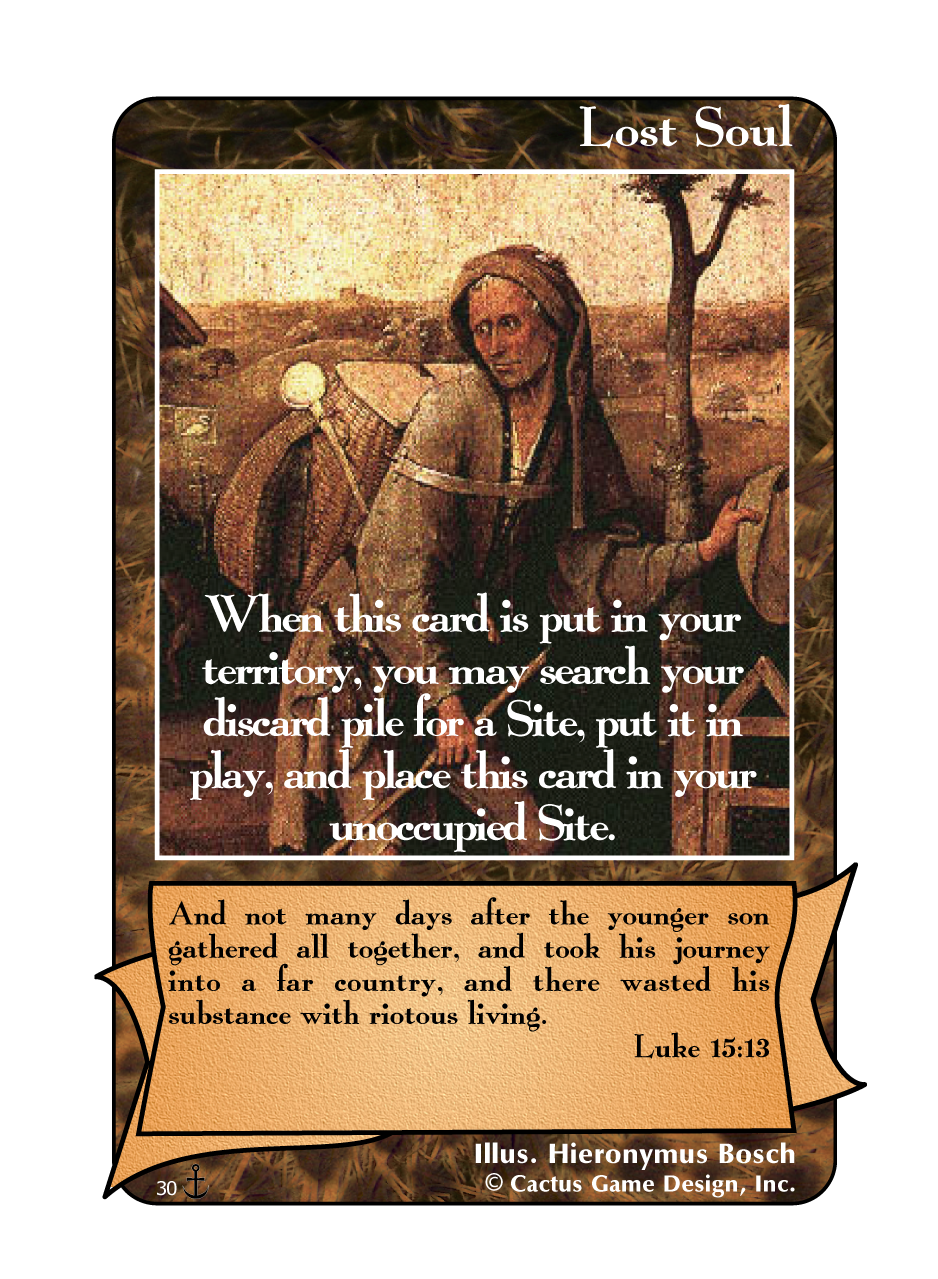 Lost Soul
When this card is put in your
territory, you may search your
discard pile for a Site, put it in
play, and place this card in your
unoccupied Site.
And not many days after the younger son
gathered all together, and took his journey
into a far country, and there wasted his
substance with riotous living.
Luke 15:13
Illus. Hieronymus Bosch
© Cactus Game Design, Inc.
30